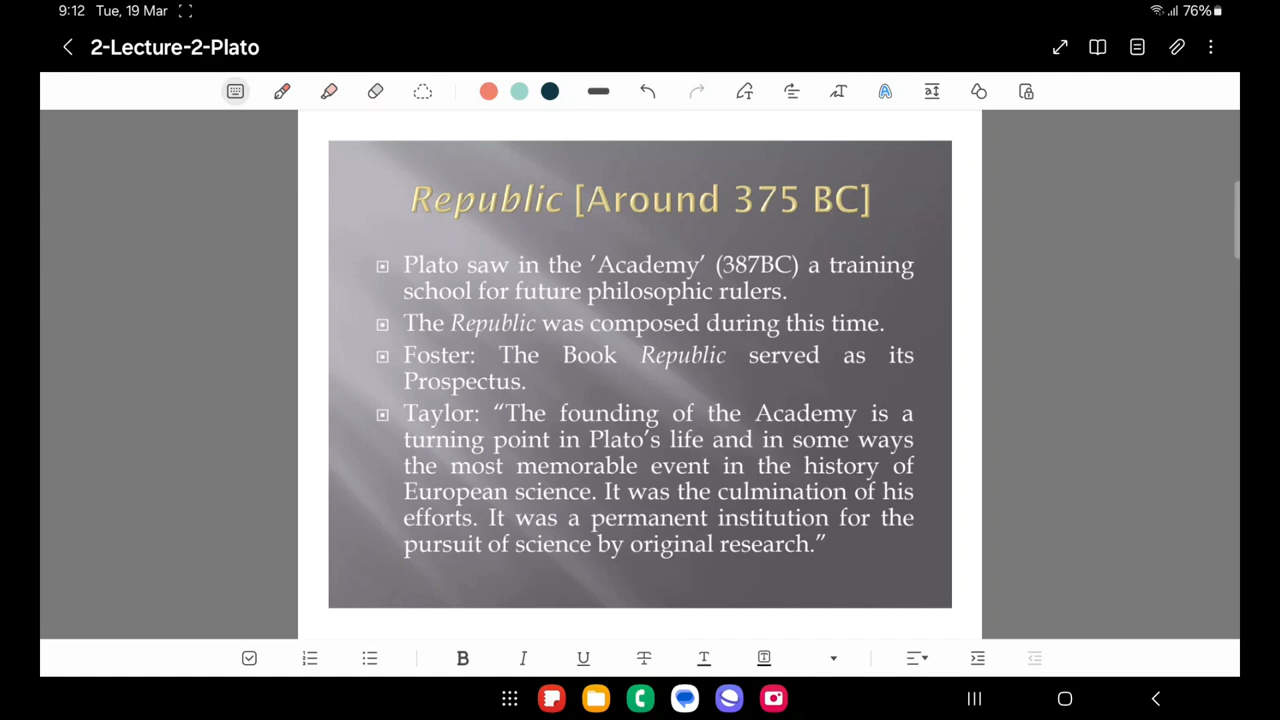 9:12 Tue, 19 Mar
76%
2-Lecture-2-Plato
Republic [Around 375 BC]
Plato saw in the ’Academy’ (387BC) a training
school for future philosophic rulers.
The Republic was composed during this time.
Foster: The Book Republic served as its
Prospectus.
Taylor: “The founding of the Academy is a
turning point in Plato’s life and in some ways
the most memorable event in the history of
European science. It was the culmination of his
efforts. It was a permanent institution for the
pursuit of science by original research.”
B I U T T T